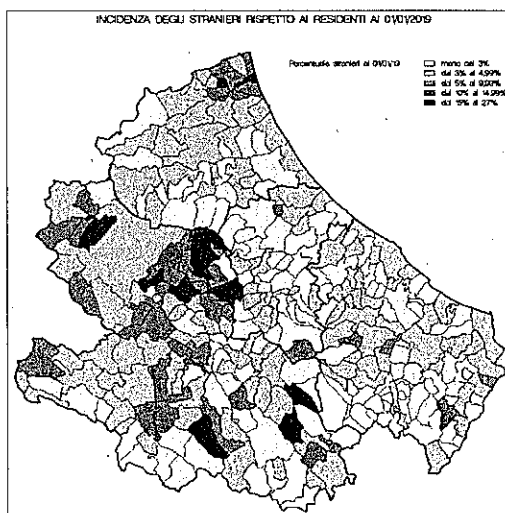 INCIDENZA DEGLI STRANIERI RISPETTO AI RESIDENTI AI 01/01/2019
Percentuale stranieri al 01/01/19
meno del 3%
dal 3% al 4,99%
dal 5% al 9,99%
dal 10% al 14,99%
dal 15% al 27%